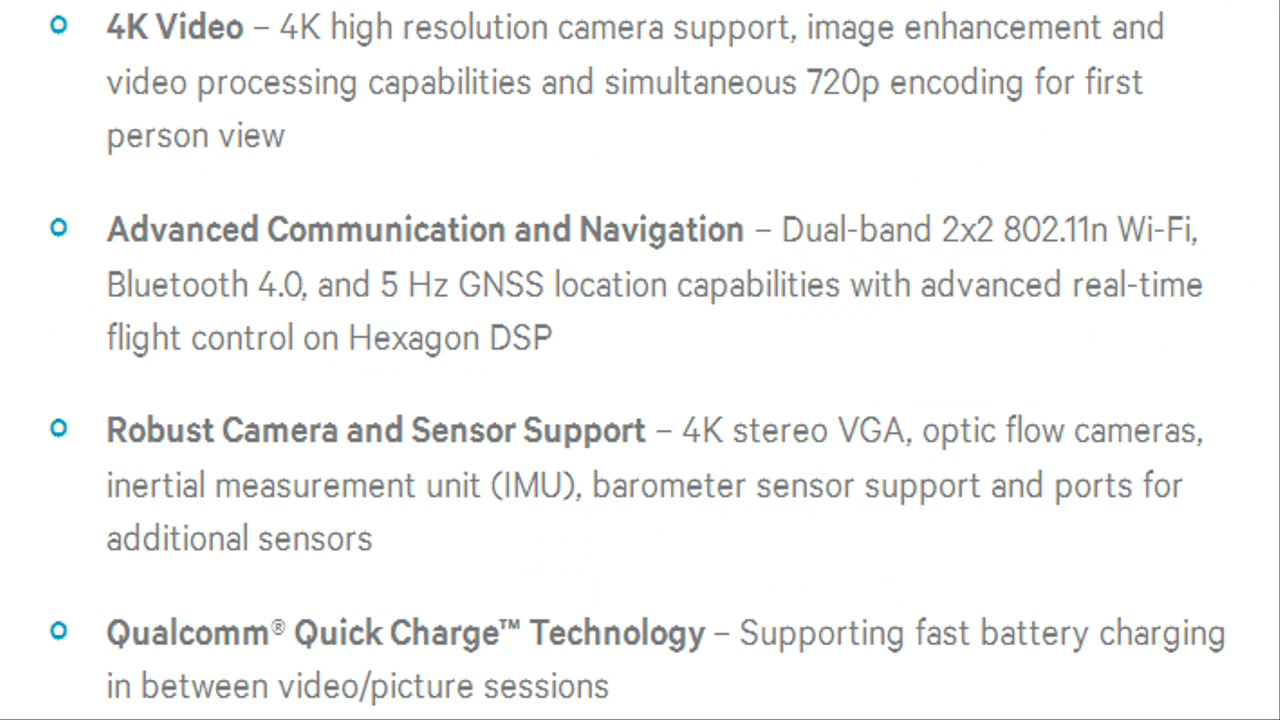 4K Video – 4K high resolution camera support, image enhancement and
video processing capabilities and simultaneous 720p encoding for first
person view
Advanced Communication and Navigation – Dual-band 2x2 802.11n Wi-Fi,
Bluetooth 4.0, and 5 Hz GNSS location capabilities with advanced real-time
flight control on Hexagon DSP
Robust Camera and Sensor Support – 4K stereo VGA, optic flow cameras,
inertial measurement unit (IMU), barometer sensor support and ports for
additional sensors
Qualcomm® Quick Charge™ Technology – Supporting fast battery charging
in between video/picture sessions